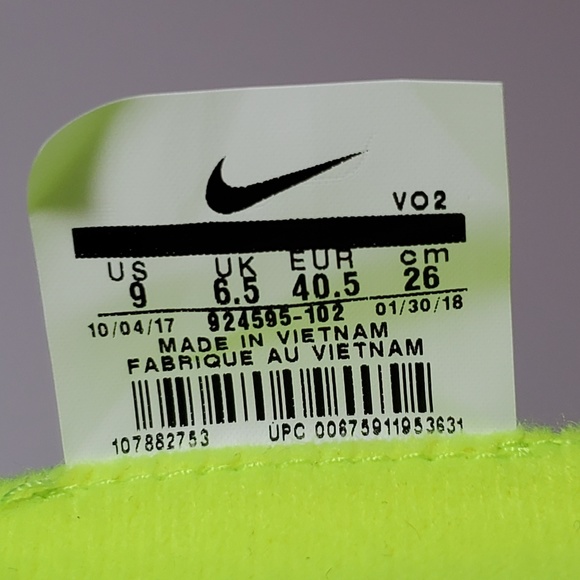 VO2
US UK EUR cm
9 6.5 40.5 26
10/04/17 924595-102 01/30/18
MADE IN VIETNAM
FABRIQUE AU VIETNAM
107882753 UPC 00675911953631